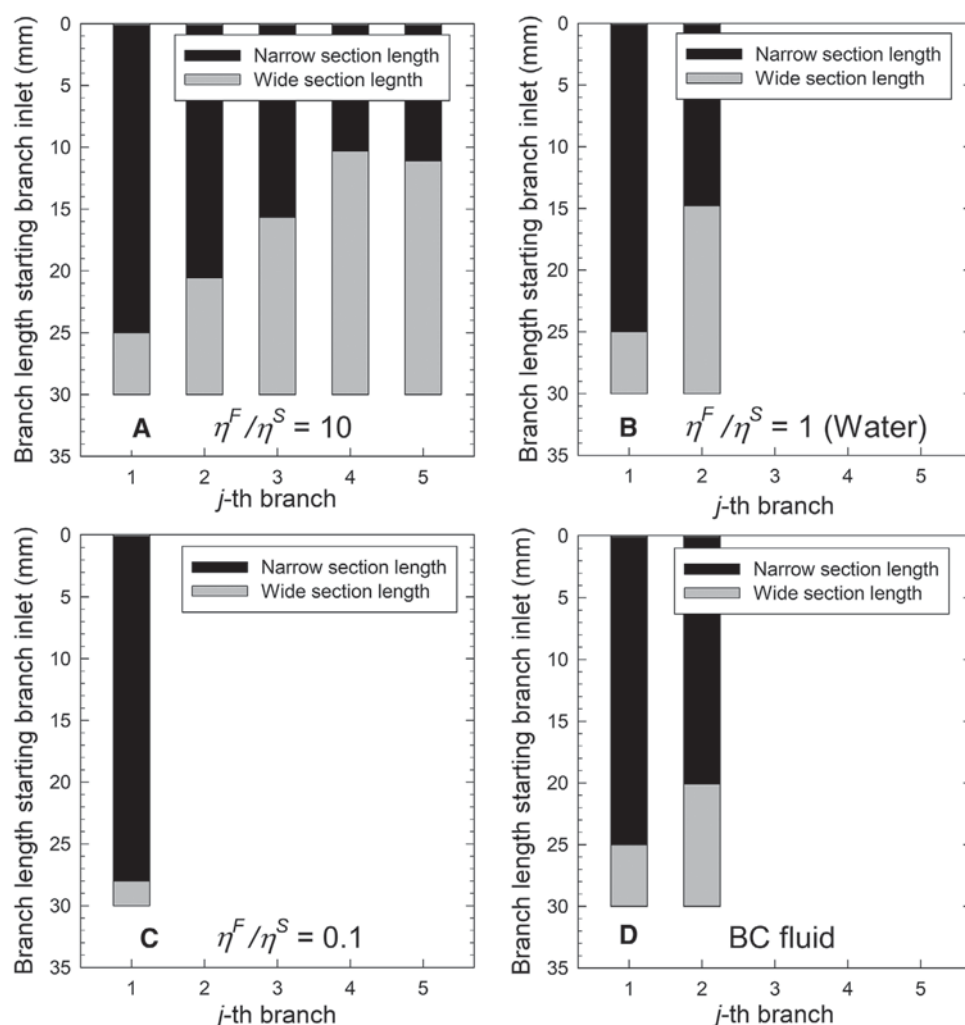 Branch length starting branch inlet (mm)
0
5
10
15
20
25
30
35
Narrow section length
Wide section legnth
A
η^F/η^S = 10
1 2 3 4 5
j-th branch
Branch length starting branch inlet (mm)
0
5
10
15
20
25
30
35
Narrow section length
Wide section length
B
η^F/η^S = 1 (Water)
1 2 3 4 5
j-th branch
Branch length starting branch inlet (mm)
0
5
10
15
20
25
30
35
Narrow section length
Wide section length
C
η^F/η^S = 0.1
1 2 3 4 5
j-th branch
Branch length starting branch inlet (mm)
0
5
10
15
20
25
30
35
Narrow section length
Wide section length
D
BC fluid
1 2 3 4 5
j-th branch